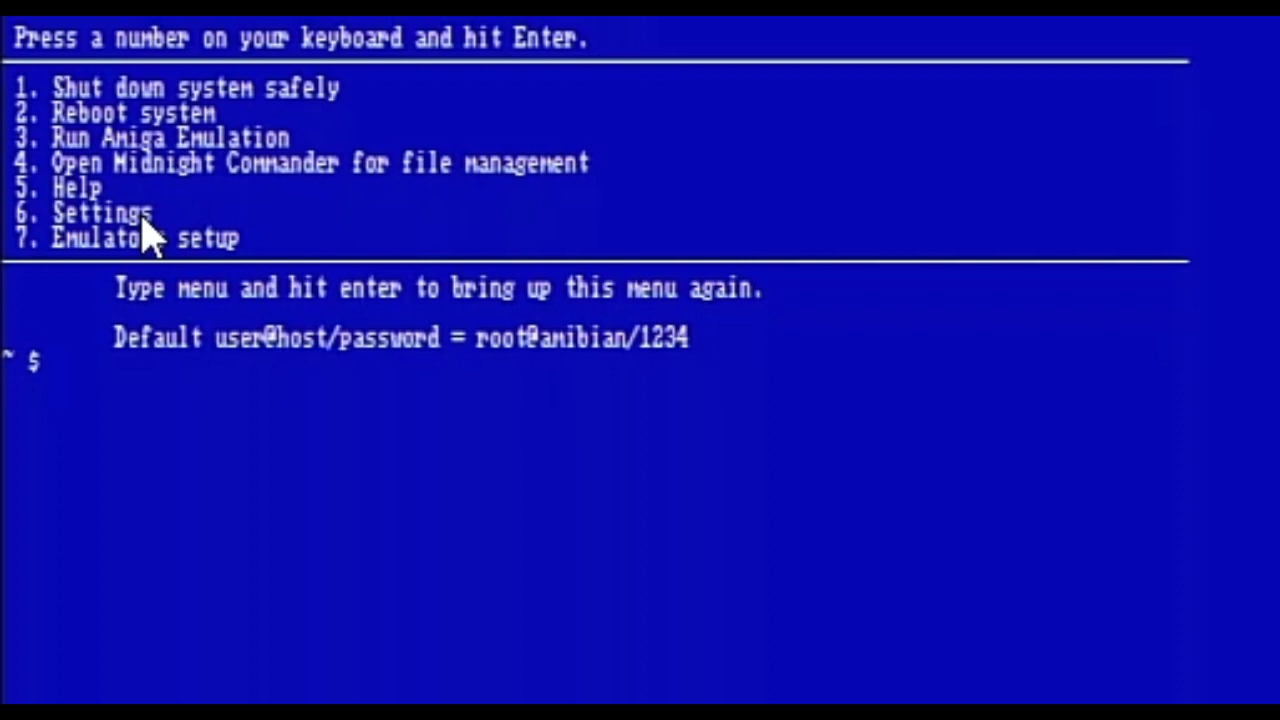 Press a number on your keyboard and hit Enter.
1. Shut down system safely
2. Reboot system
3. Run Amiga Emulation
4. Open Midnight Commander for file management
5. Help
6. Settings
7. Emulator setup
Type menu and hit enter to bring up this menu again.
Default user@host/password = root@amibian/1234
~ $